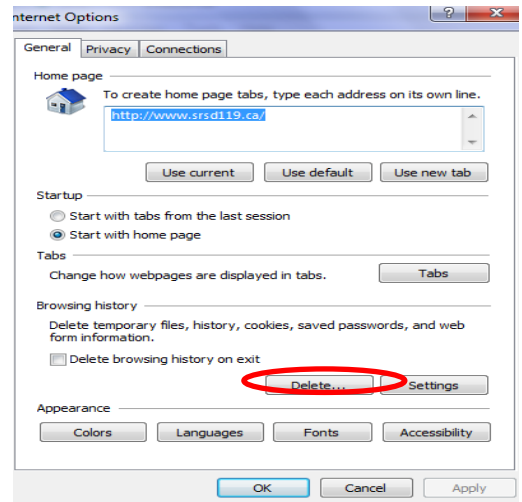 nternet Options
General Privacy Connections
Home page
To create home page tabs, type each address on its own line.
http://www.srsd119.ca/
Use current Use default Use new tab
Startup
Start with tabs from the last session
Start with home page
Tabs
Change how webpages are displayed in tabs. Tabs
Browsing history
Delete temporary files, history, cookies, saved passwords, and web
form information.
Delete browsing history on exit
Delete... Settings
Appearance
Colors Languages Fonts Accessibility
OK Cancel Apply